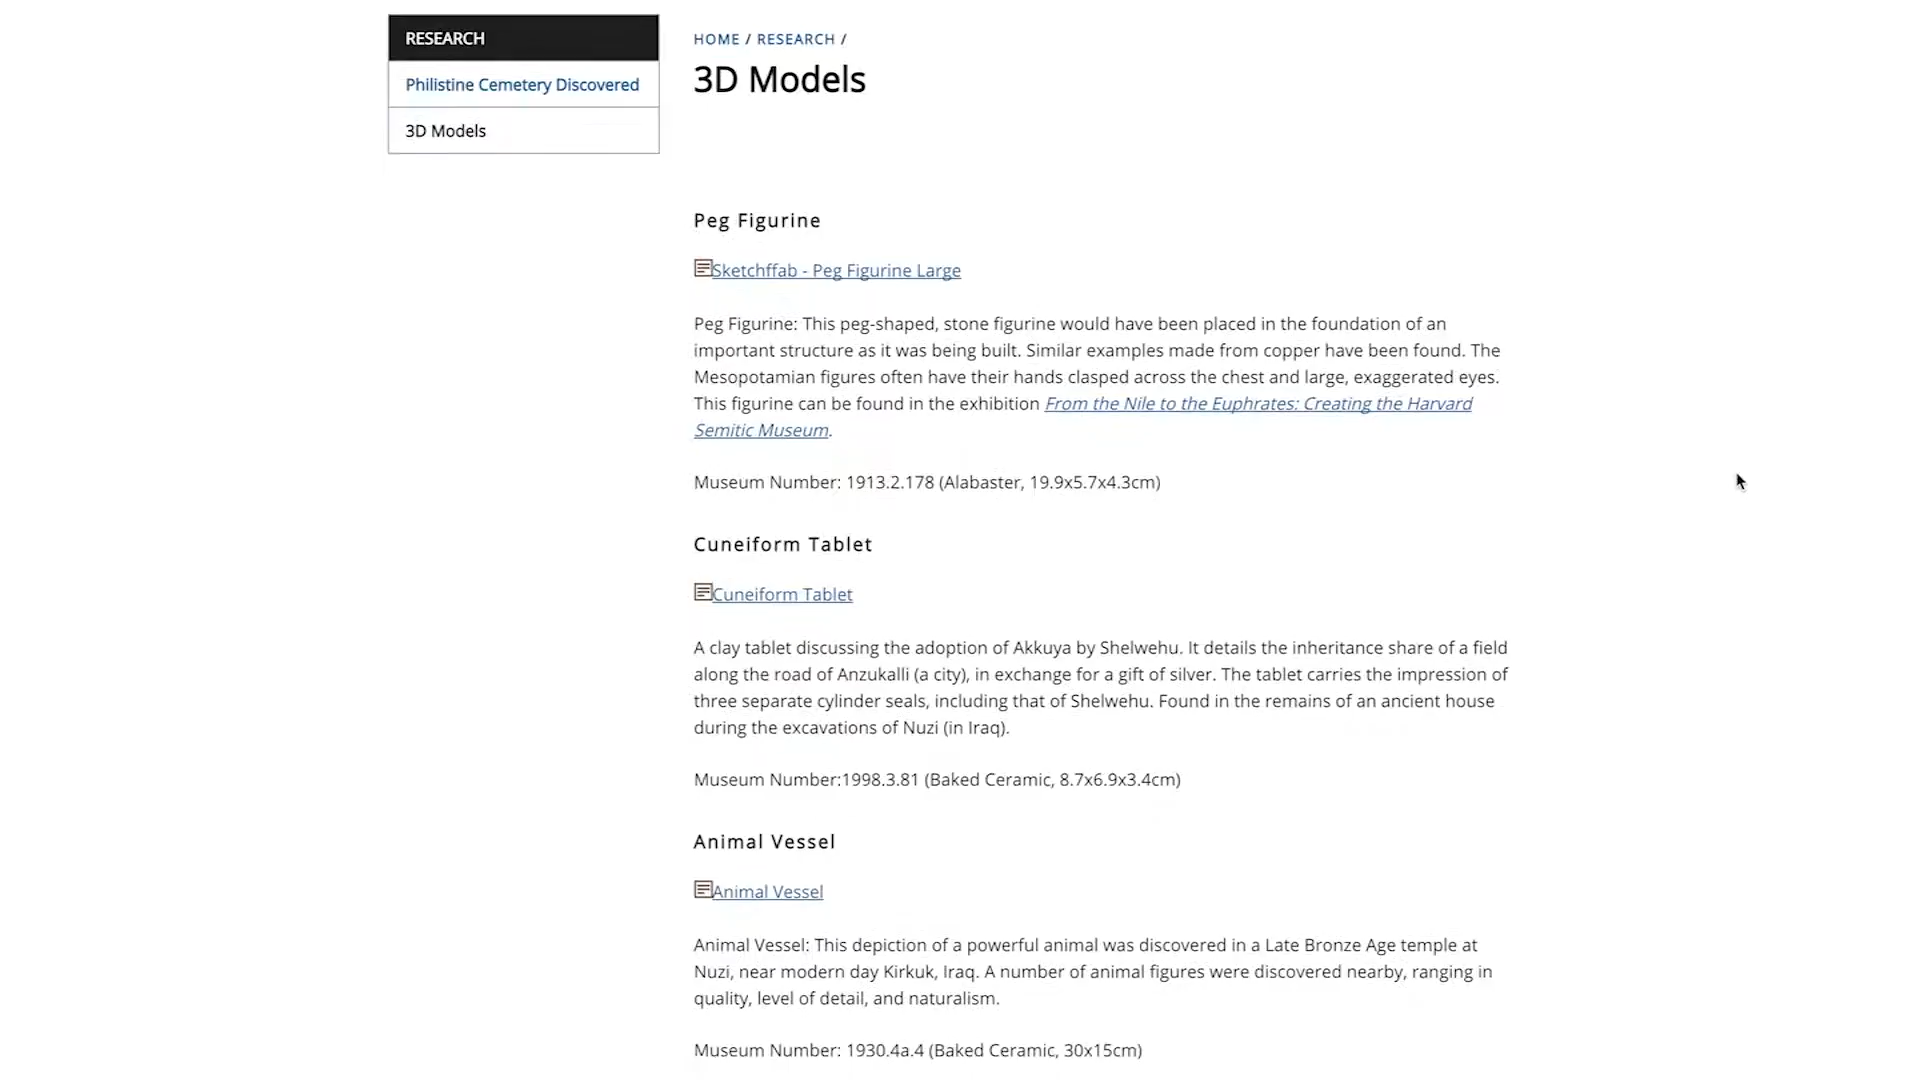 RESEARCH
Philistine Cemetery Discovered
3D Models
HOME / RESEARCH /
3D Models
Peg Figurine
Sketchffab - Peg Figurine Large
Peg Figurine: This peg-shaped, stone figurine would have been placed in the foundation of an
important structure as it was being built. Similar examples made from copper have been found. The
Mesopotamian figures often have their hands clasped across the chest and large, exaggerated eyes.
This figurine can be found in the exhibition From the Nile to the Euphrates: Creating the Harvard
Semitic Museum.
Museum Number: 1913.2.178 (Alabaster, 19.9x5.7x4.3cm)
Cuneiform Tablet
Cuneiform Tablet
A clay tablet discussing the adoption of Akkuya by Shelwehu. It details the inheritance share of a field
along the road of Anzukalli (a city), in exchange for a gift of silver. The tablet carries the impression of
three separate cylinder seals, including that of Shelwehu. Found in the remains of an ancient house
during the excavations of Nuzi (in Iraq).
Museum Number:1998.3.81 (Baked Ceramic, 8.7x6.9x3.4cm)
Animal Vessel
Animal Vessel
Animal Vessel: This depiction of a powerful animal was discovered in a Late Bronze Age temple at
Nuzi, near modern day Kirkuk, Iraq. A number of animal figures were discovered nearby, ranging in
quality, level of detail, and naturalism.
Museum Number: 1930.4a.4 (Baked Ceramic, 30x15cm)